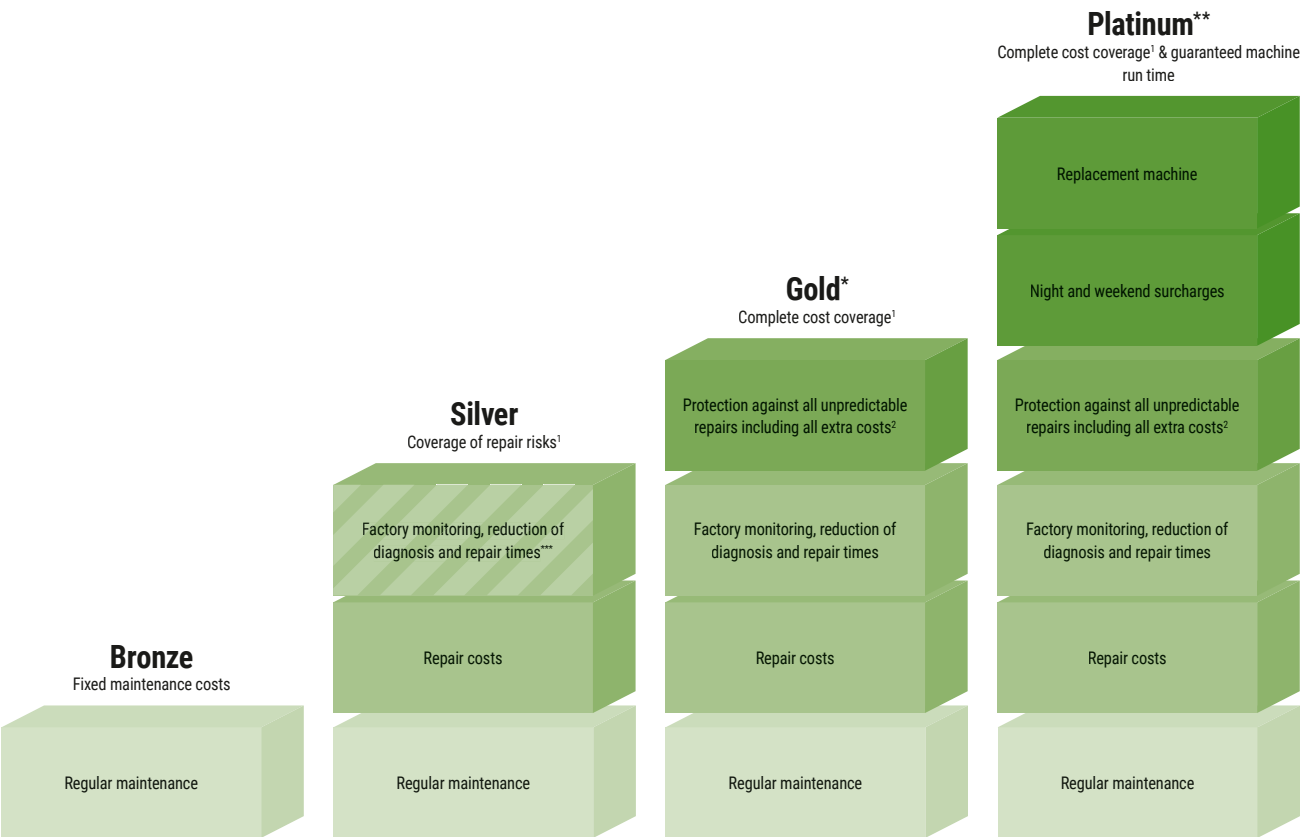 Platinum**
Complete cost coverage¹ & guaranteed machine
run time
Replacement machine
Night and weekend surcharges
Protection against all unpredictable
repairs including all extra costs²
Factory monitoring, reduction of
diagnosis and repair times
Repair costs
Regular maintenance
Gold*
Complete cost coverage¹
Protection against all unpredictable
repairs including all extra costs²
Factory monitoring, reduction of
diagnosis and repair times
Repair costs
Regular maintenance
Silver
Coverage of repair risks¹
Factory monitoring, reduction of
diagnosis and repair times***
Repair costs
Regular maintenance
Bronze
Fixed maintenance costs
Regular maintenance